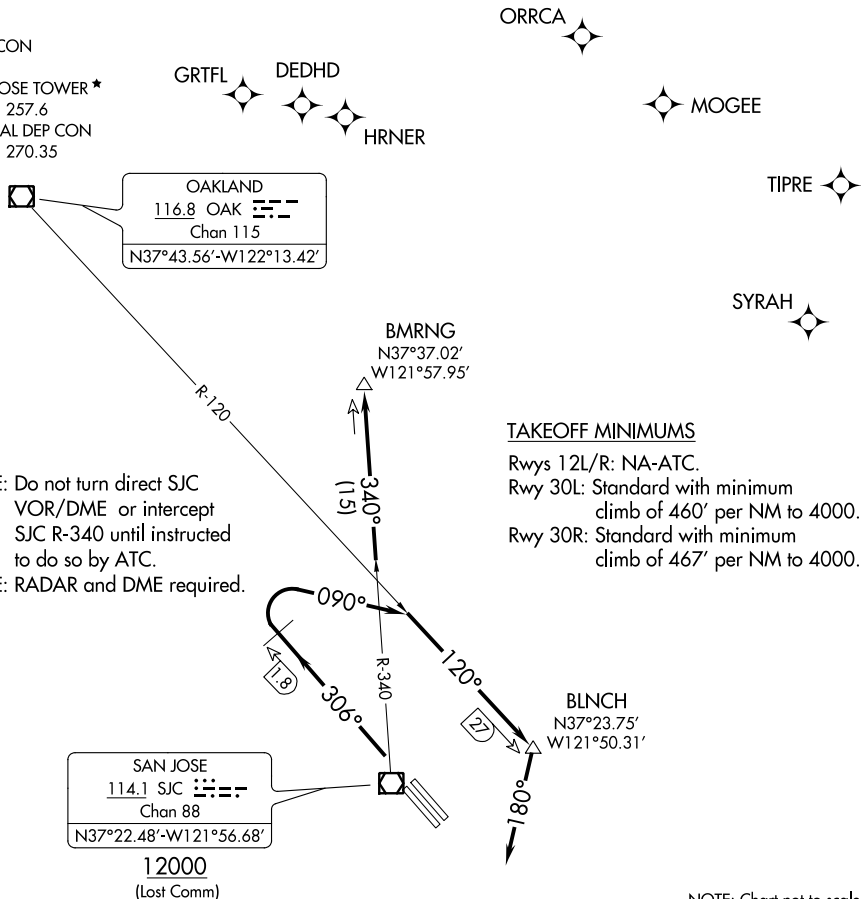 CON
OSE TOWER★
257.6
AL DEP CON
270.35
ORRCA
GRTFL
DEDHD
HRNER
MOGEE
TIPRE
SYRAH
OAKLAND
116.8 OAK
Chan 115
N37°43.56′-W122°13.42′
R-120
BMRNG
N37°37.02′
W121°57.95′
340°
(15)
TAKEOFF MINIMUMS
Rwys 12L/R: NA-ATC.
Rwy 30L: Standard with minimum
climb of 460′ per NM to 4000.
Rwy 30R: Standard with minimum
climb of 467′ per NM to 4000.
E: Do not turn direct SJC
VOR/DME or intercept
SJC R-340 until instructed
to do so by ATC.
E: RADAR and DME required.
090°
1.8
306°
R-340
120°
27
BLNCH
N37°23.75′
W121°50.31′
180°
SAN JOSE
114.1 SJC
Chan 88
N37°22.48′-W121°56.68′
12000
(Lost Comm)
NOTE: Chart not to scale